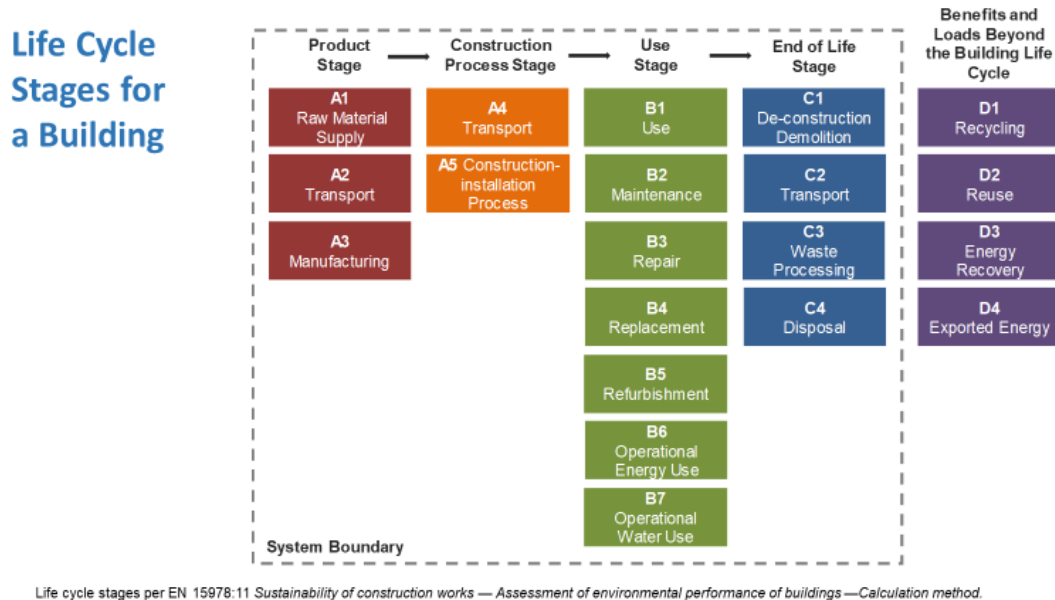 Life Cycle
Stages for
a Building
Product
Stage
Construction
Process Stage
Use
Stage
End of Life
Stage
Benefits and
Loads Beyond
the Building Life
Cycle
A1
Raw Material
Supply
A2
Transport
A3
Manufacturing
A4
Transport
A5 Construction-
installation
Process
B1
Use
B2
Maintenance
B3
Repair
B4
Replacement
B5
Refurbishment
B6
Operational
Energy Use
B7
Operational
Water Use
C1
De-construction
Demolition
C2
Transport
C3
Waste
Processing
C4
Disposal
D1
Recycling
D2
Reuse
D3
Energy
Recovery
D4
Exported Energy
System Boundary
Life cycle stages per EN 15978:11 Sustainability of construction works — Assessment of environmental performance of buildings —Calculation method.